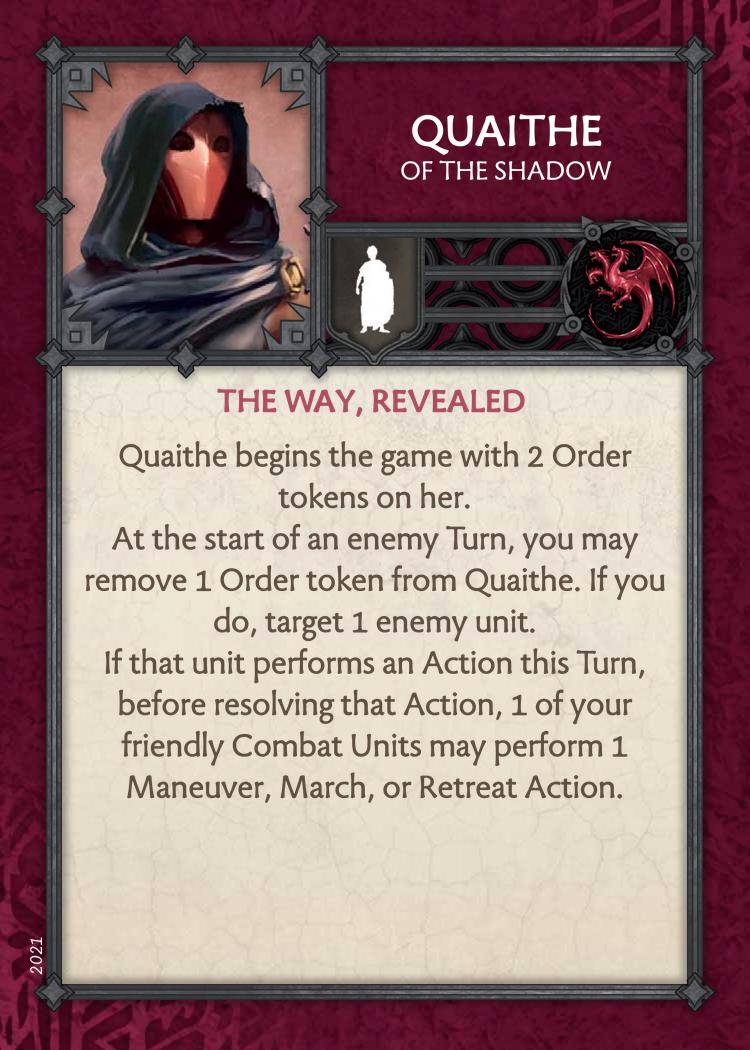 QUAITHE
OF THE SHADOW
THE WAY, REVEALED
Quaithe begins the game with 2 Order
tokens on her.
At the start of an enemy Turn, you may
remove 1 Order token from Quaithe. If you
do, target 1 enemy unit.
If that unit performs an Action this Turn,
before resolving that Action, 1 of your
friendly Combat Units may perform 1
Maneuver, March, or Retreat Action.
2021